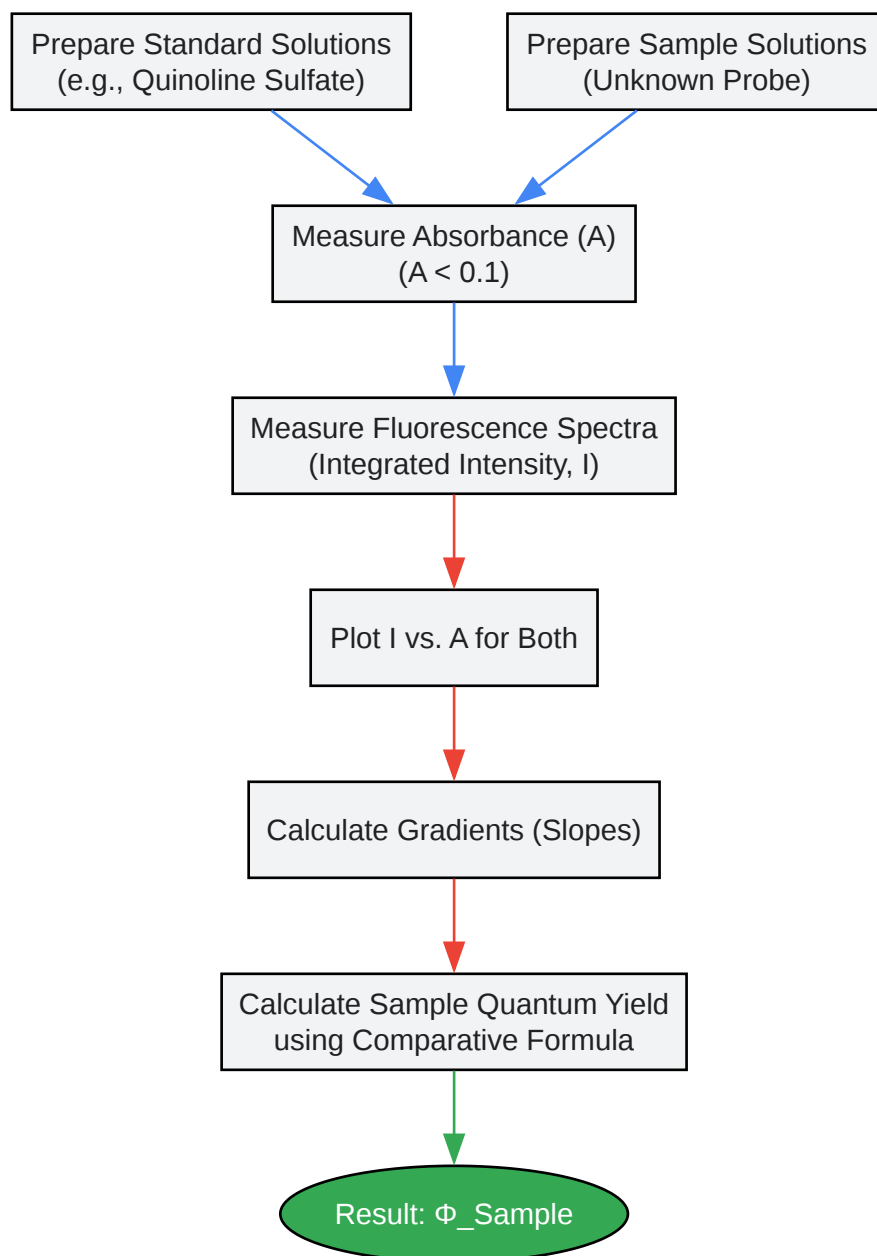 Prepare Standard Solutions
(e.g., Quinoline Sulfate)
Prepare Sample Solutions
(Unknown Probe)
Measure Absorbance (A)
(A < 0.1)
Measure Fluorescence Spectra
(Integrated Intensity, I)
Plot I vs. A for Both
Calculate Gradients (Slopes)
Calculate Sample Quantum Yield
using Comparative Formula
Result: Φ_Sample